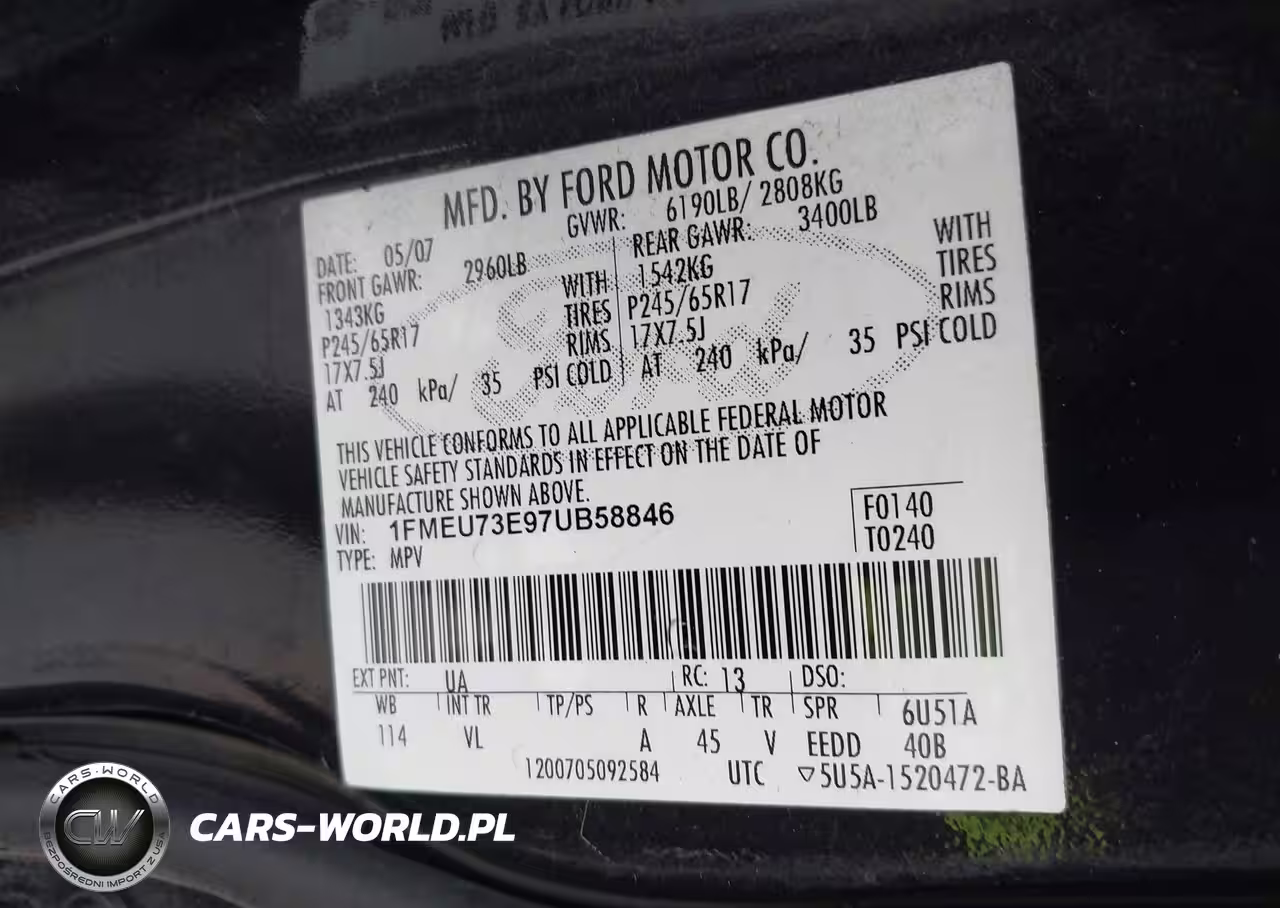 MFD. BY FORD MOTOR CO.
DATE: 05/07 GVWR: 6190LB/ 2808KG
FRONT GAWR: 2960LB REAR GAWR: 3400LB
1343KG WITH 1542KG WITH
P245/65R17 TIRES P245/65R17 TIRES
17X7.5J RIMS 17X7.5J RIMS
AT 240 kPa/ 35 PSI COLD AT 240 kPa/ 35 PSI COLD
THIS VEHICLE CONFORMS TO ALL APPLICABLE FEDERAL MOTOR
VEHICLE SAFETY STANDARDS IN EFFECT ON THE DATE OF
MANUFACTURE SHOWN ABOVE.
VIN: 1FMEU73E97UB58846 F0140
TYPE: MPV T0240
EXT PNT: UA RC: 13 DSO:
WB INT TR TP/PS R AXLE TR SPR 6U51A
114 VL A 45 V EEDD 40B
1200705092584 UTC ▽5U5A-1520472-BA
CARS-WORLD
CW
BEZPOŚREDNI IMPORT Z USA
CARS-WORLD.PL